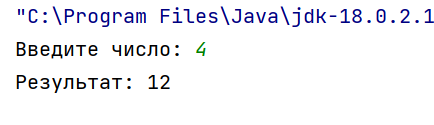 "C:\Program Files\Java\jdk-18.0.2.1
Введите число: 4
Результат: 12